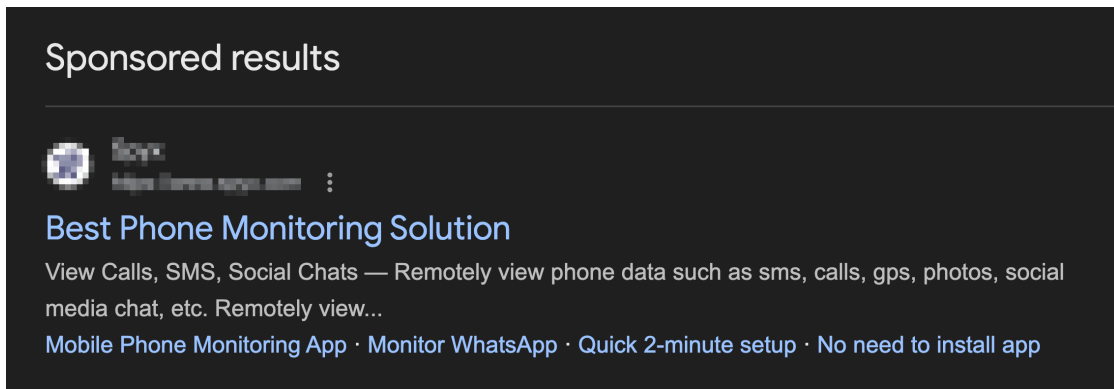 Sponsored results
Best Phone Monitoring Solution
View Calls, SMS, Social Chats — Remotely view phone data such as sms, calls, gps, photos, social
media chat, etc. Remotely view...
Mobile Phone Monitoring App · Monitor WhatsApp · Quick 2-minute setup · No need to install app